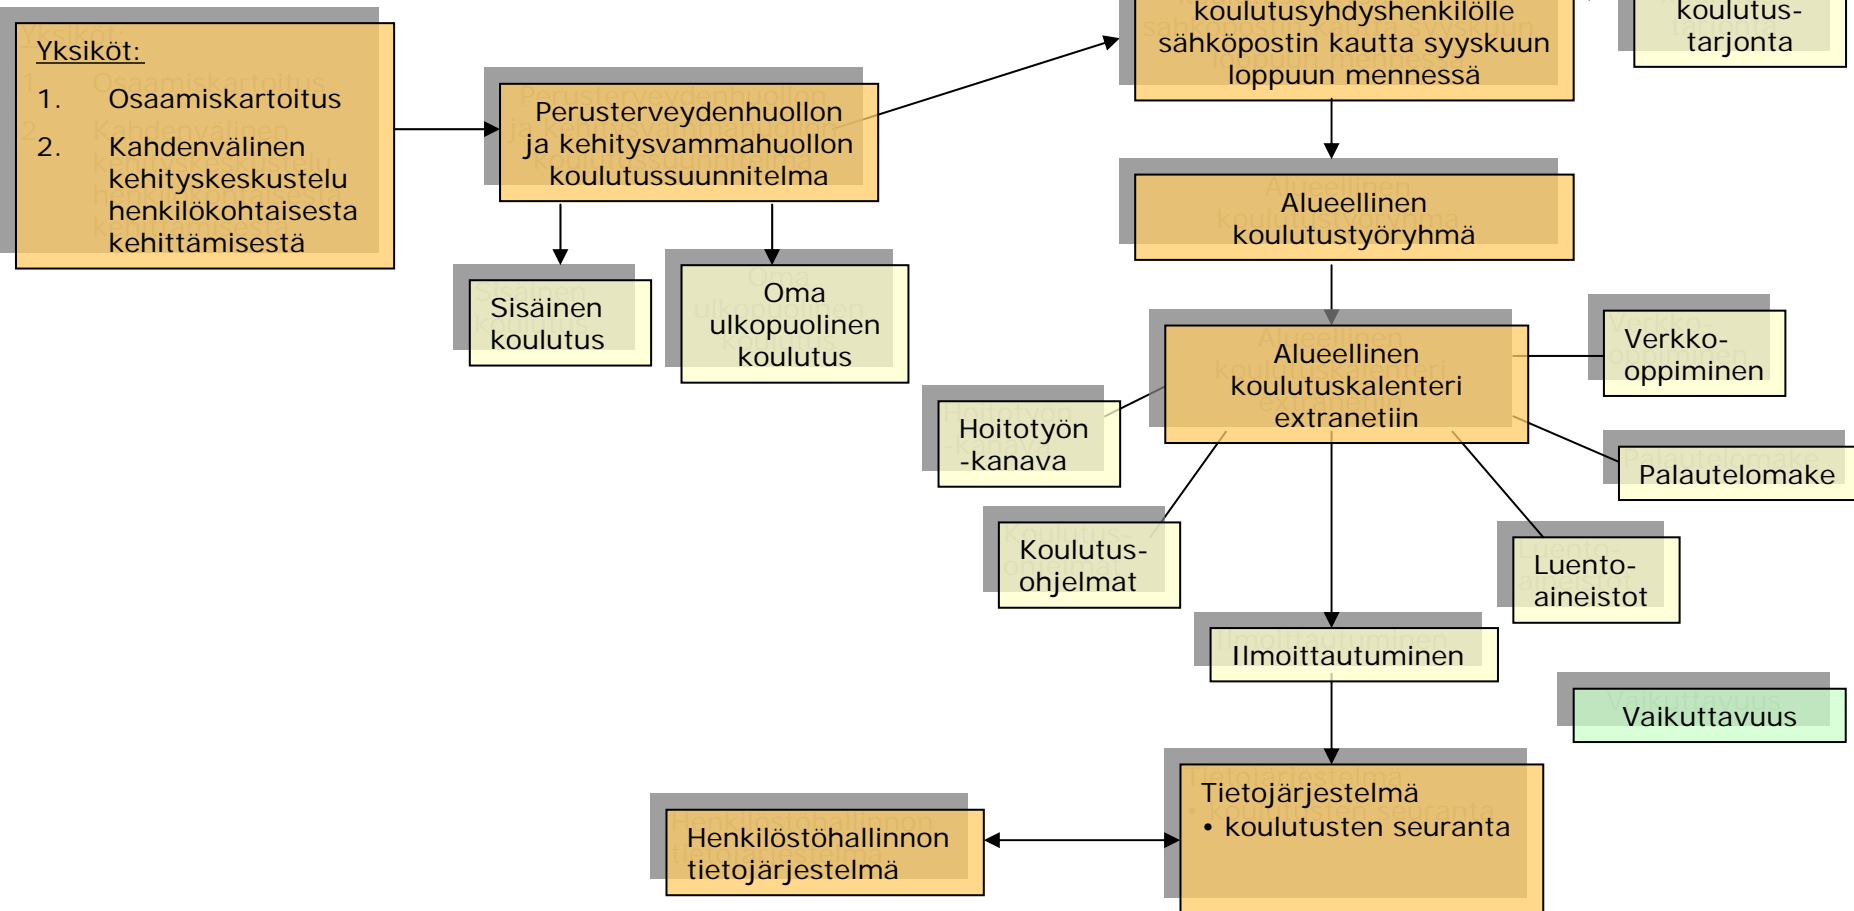 Yksiköt:
1. Osaamiskartoitus
2. Kahdenvälinen
kehityskeskustelu
henkilökohtaisesta
kehittämisestä
Perusterveydenhuollon
ja kehitysvammahuollon
koulutussuunnitelma
koulutusyhdyshenkilölle
sähköpostin kautta syyskuun
loppuun mennessä
koulutus-
tarjonta
Sisäinen
koulutus
Oma
ulkopuolinen
koulutus
Alueellinen
koulutustyöryhmä
Alueellinen
koulutuskalenteri
extranetiin
Verkko-
oppiminen
Hoitotyön
-kanava
Palautelomake
Koulutus-
ohjelmat
Luento-
aineistot
Ilmoittautuminen
Vaikuttavuus
Tietojärjestelmä
• koulutusten seuranta
Henkilöstöhallinnon
tietojärjestelmä